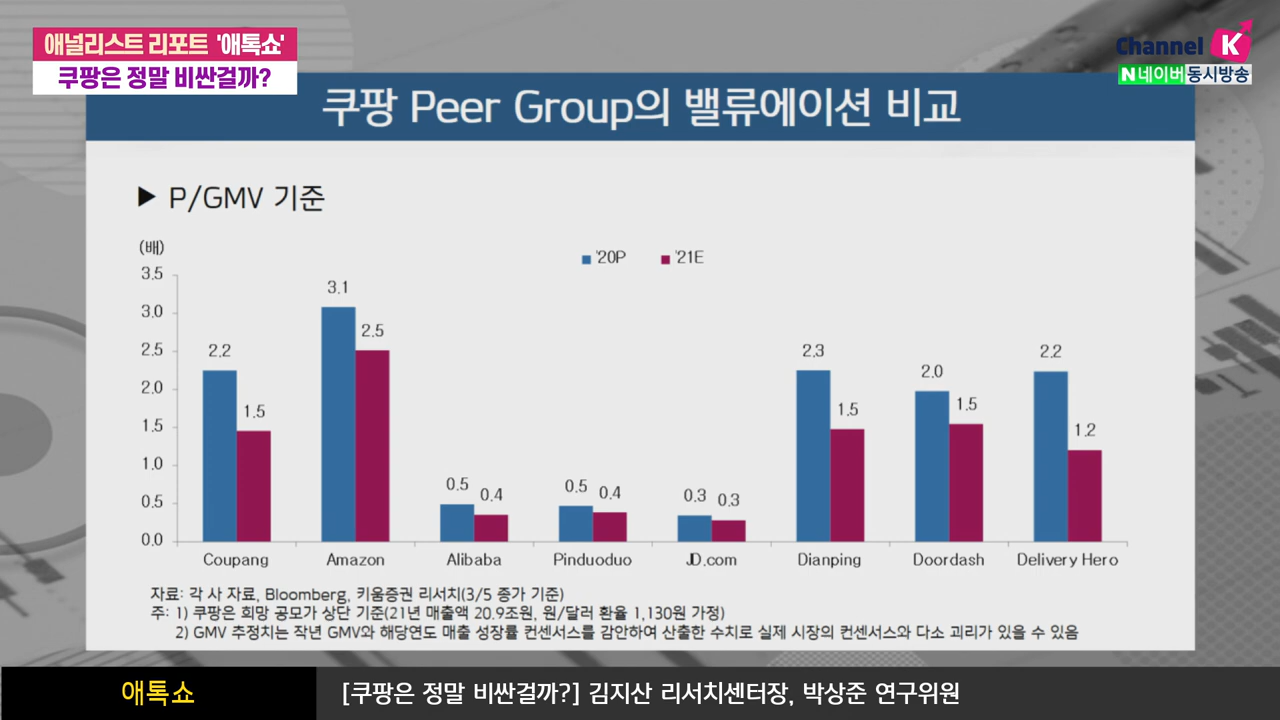 애널리스트 리포트 '애톡쇼'
쿠팡은 정말 비싼걸까?
Channel K
N 네이버 동시방송
쿠팡 Peer Group의 밸류에이션 비교
▶ P/GMV 기준
(배)
'20P '21E
3.5
3.0
2.5
2.0
1.5
1.0
0.5
0.0
2.2 1.5
3.1 2.5
0.5 0.4
0.5 0.4
0.3 0.3
2.3 1.5
2.0 1.5
2.2 1.2
Coupang Amazon Alibaba Pinduoduo JD.com Dianping Doordash Delivery Hero
자료: 각 사 자료, Bloomberg, 키움증권 리서치(3/5 종가 기준)
주: 1) 쿠팡은 희망 공모가 상단 기준(21년 매출액 20.9조원, 원/달러 환율 1,130원 가정)
2) GMV 추정치는 작년 GMV와 해당연도 매출 성장률 컨센서스를 감안하여 산출한 수치로 실제 시장의 컨센서스와 다소 괴리가 있을 수 있음
애톡쇼
[쿠팡은 정말 비싼걸까?] 김지산 리서치센터장, 박상준 연구위원